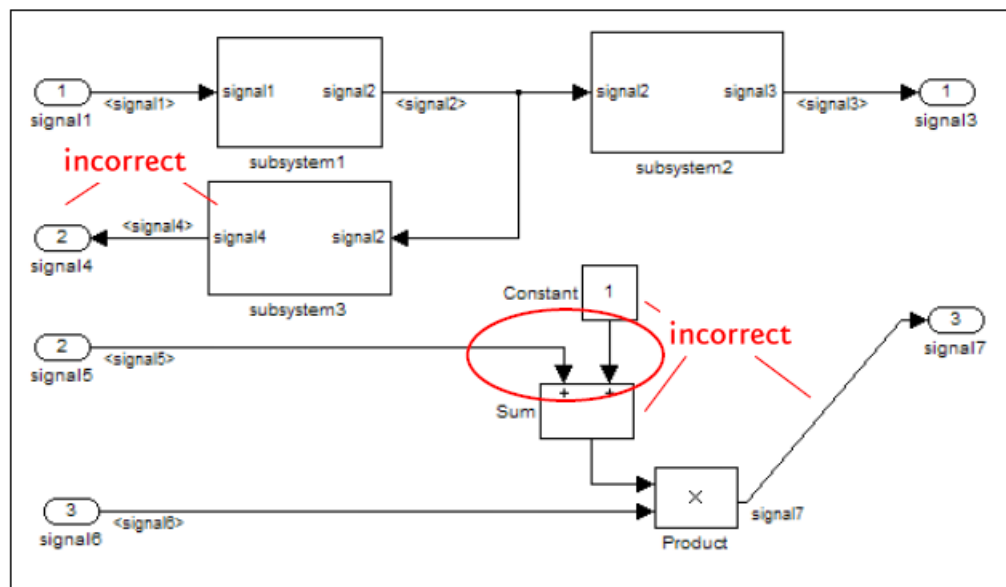 1
signal1
<signal1>
signal1
signal2
subsystem1
<signal2>
signal2
signal3
subsystem2
<signal3>
1
signal3
incorrect
2
signal4
<signal4>
signal4
signal2
subsystem3
Constant
1
incorrect
3
signal7
2
signal5
<signal5>
+ +
Sum
3
signal6
<signal6>
×
Product
signal7